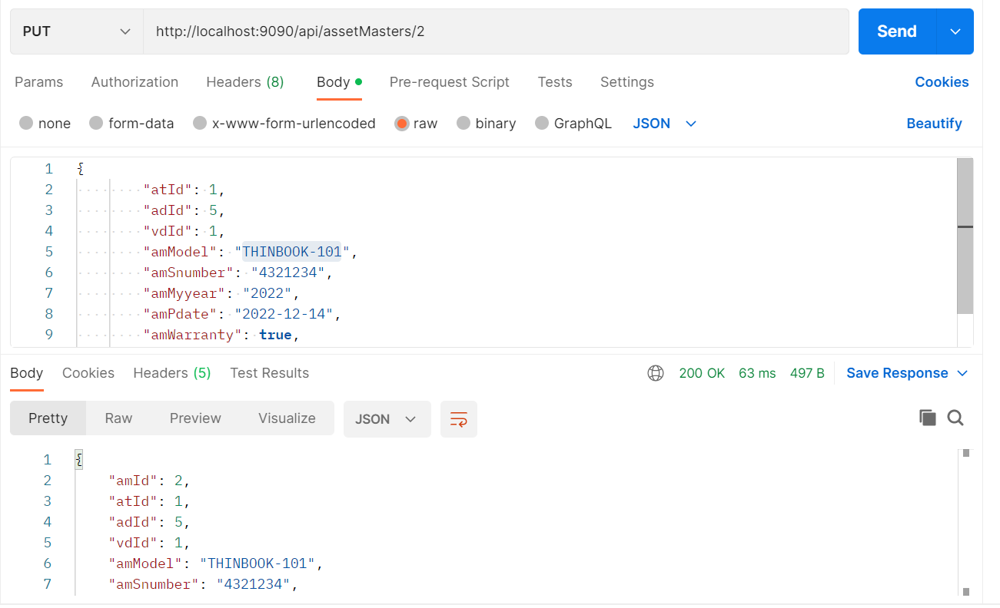 PUT http://localhost:9090/api/assetMasters/2 Send
Params Authorization Headers (8) Body Pre-request Script Tests Settings Cookies
none form-data x-www-form-urlencoded raw binary GraphQL JSON Beautify
1 {
2 "atId": 1,
3 "adId": 5,
4 "vdId": 1,
5 "amModel": "THINBOOK-101",
6 "amSnumber": "4321234",
7 "amMyyear": "2022",
8 "amPdate": "2022-12-14",
9 "amWarranty": true,
Body Cookies Headers (5) Test Results 200 OK 63 ms 497 B Save Response
Pretty Raw Preview Visualize JSON
1 {
2 "amId": 2,
3 "atId": 1,
4 "adId": 5,
5 "vdId": 1,
6 "amModel": "THINBOOK-101",
7 "amSnumber": "4321234",